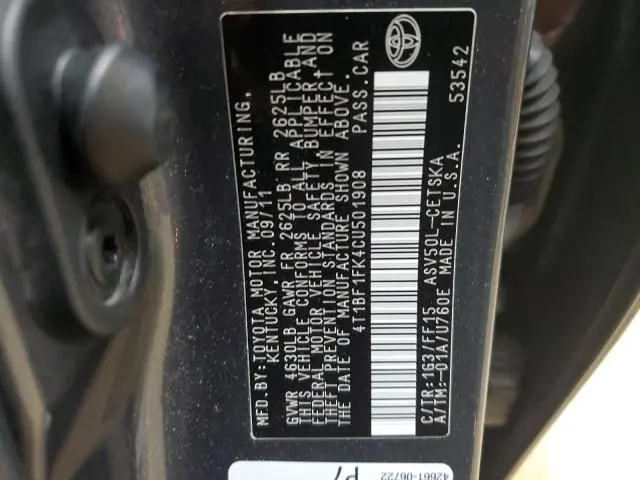 MFD.BY:TOYOTA MOTOR MANUFACTURING,
KENTUCKY, INC.09/11
GVWR 4630LB GAWR FR 2625LB RR 2625LB
THIS VEHICLE CONFORMS TO ALL APPLICABLE
FEDERAL MOTOR VEHICLE SAFETY, BUMPER, AND
THEFT PREVENTION STANDARDS IN EFFECT ON
THE DATE OF MANUFACTURE SHOWN ABOVE.
4T1BF1FK4CU501908 PASS.CAR
C/TR:1G3/FF15 ASV50L-CETSKA
A/TM:-01A/U760E MADE IN U.S.A.
53542
42661-06722
P/